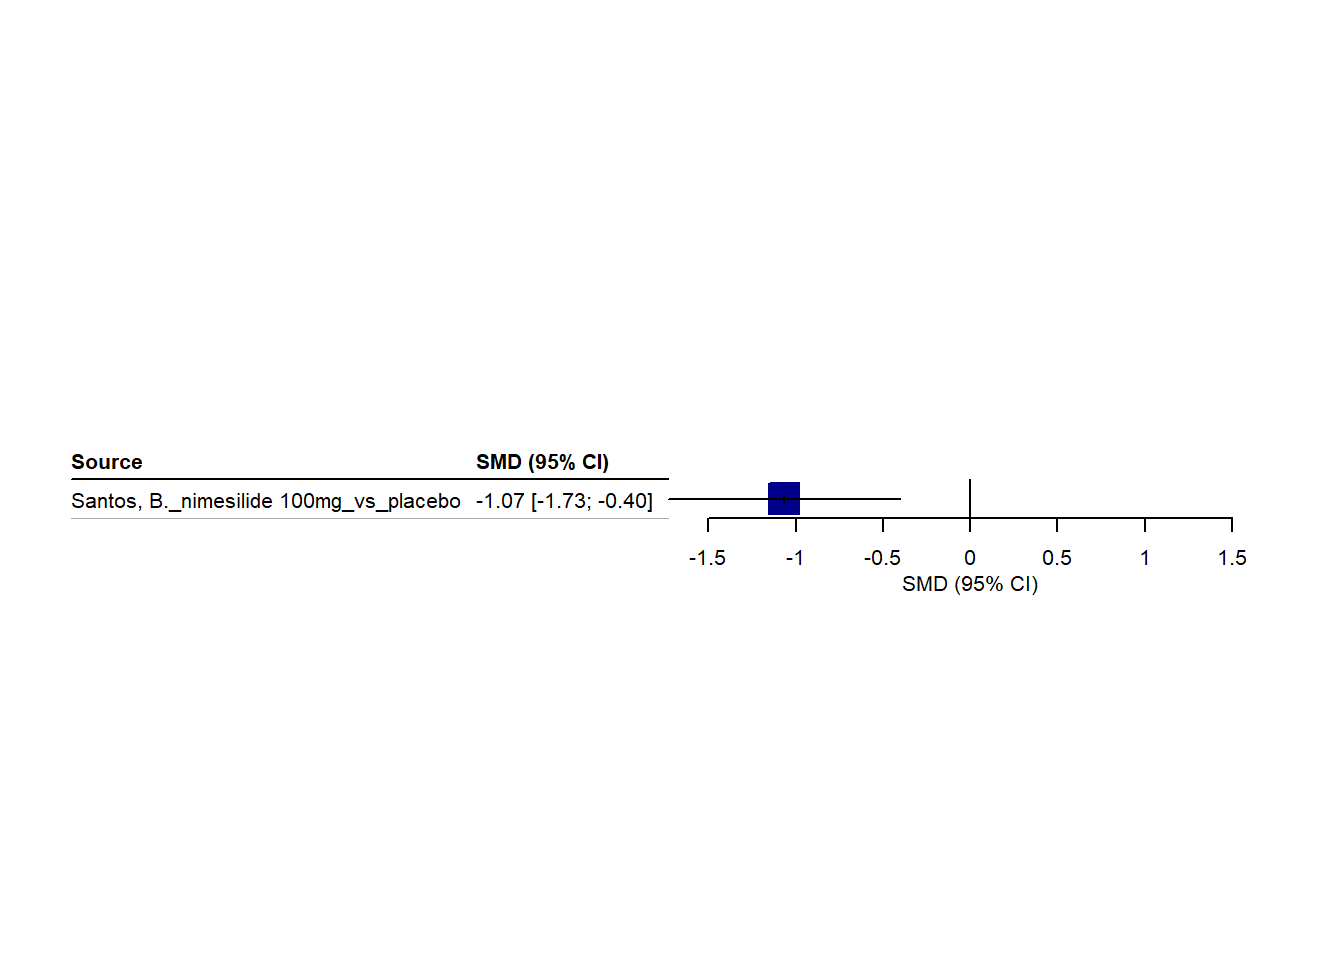 Source SMD (95% CI)
Santos, B._nimesilide 100mg_vs_placebo -1.07 [-1.73; -0.40]
-1.5 -1 -0.5 0 0.5 1 1.5
SMD (95% CI)